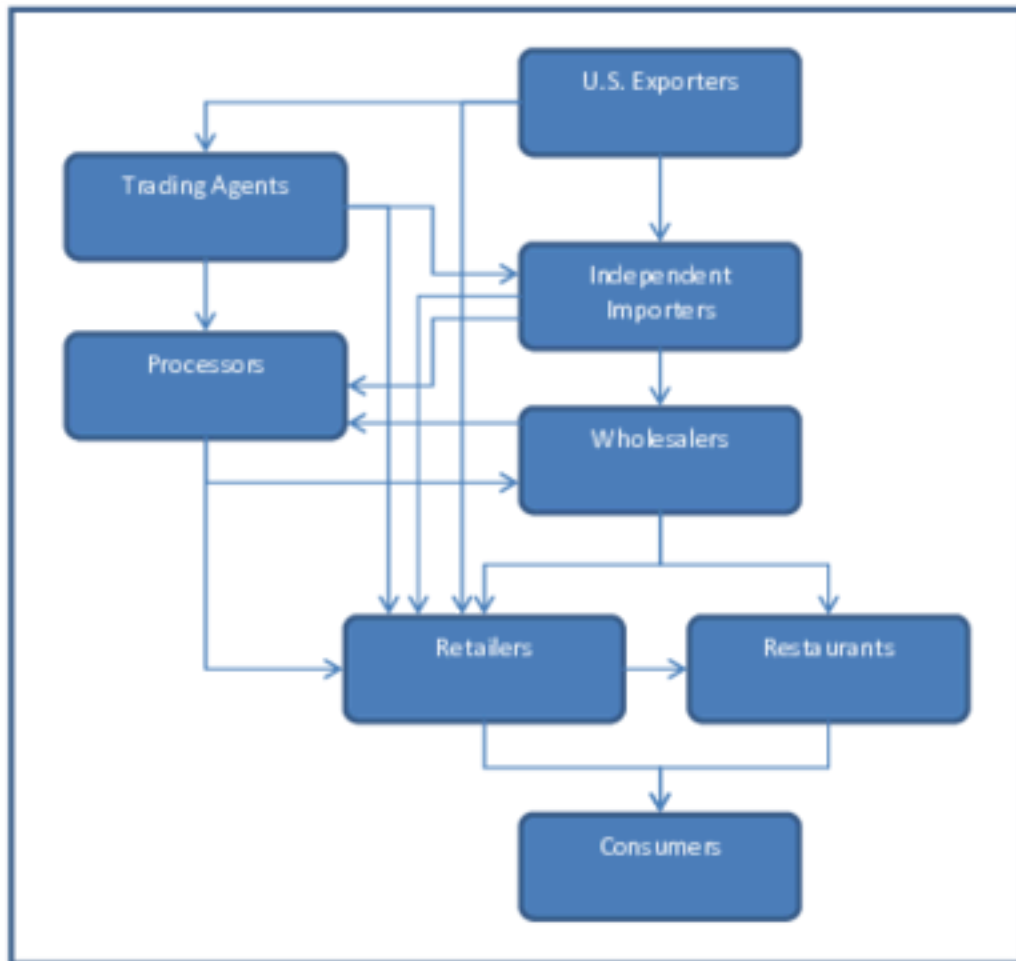 U.S. Exporters
Trading Agents
Independent
Importers
Processors
Wholesalers
Retailers
Restaurants
Consumers